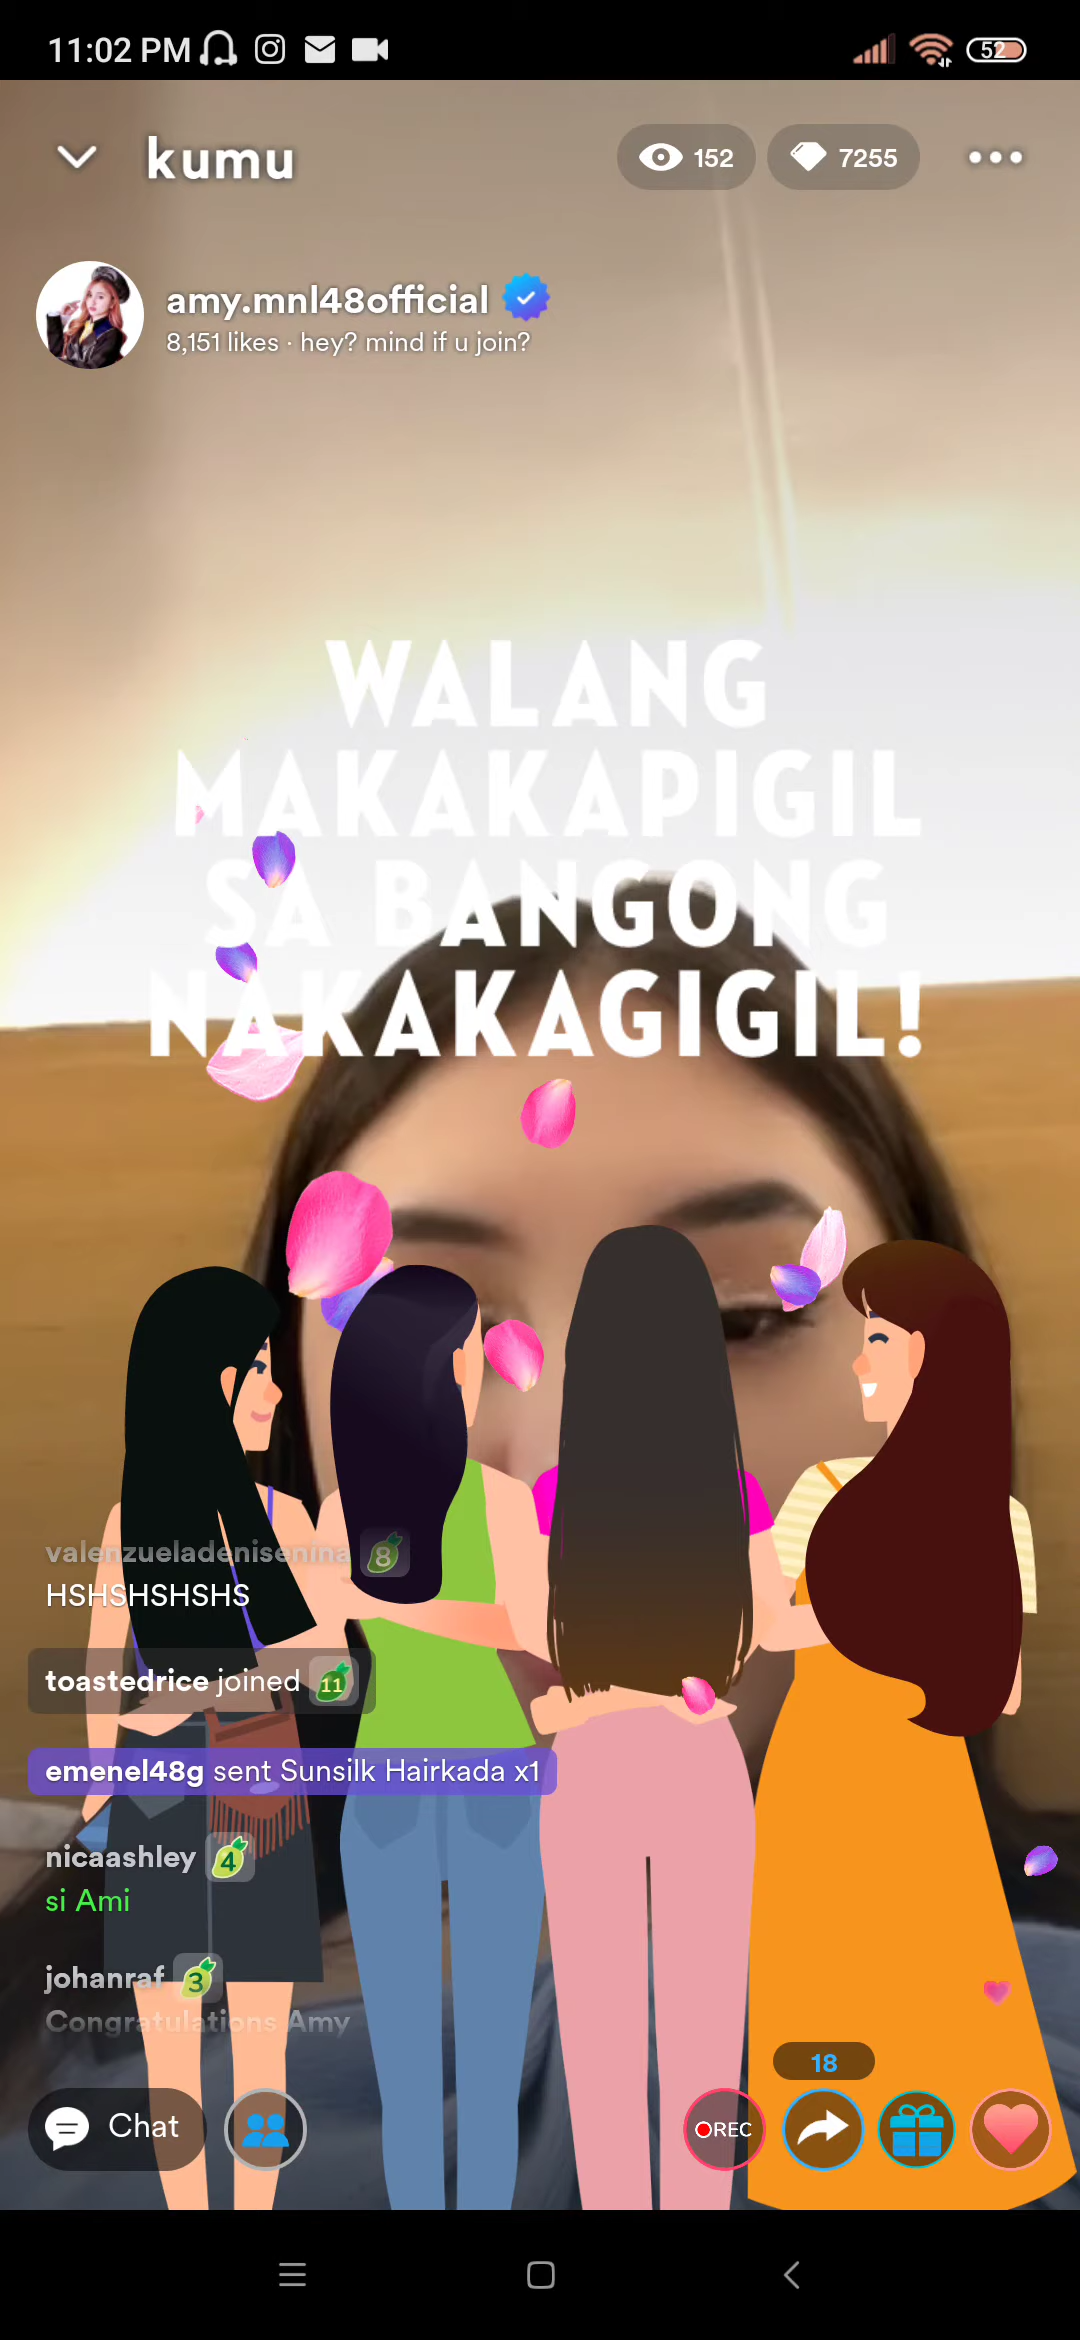 11:02 PM
52
kumu
152
7255
amy.mnl48official
8,151 likes · hey? mind if u join?
WALANG
MAKAKAPIGIL
SA BANGONG
NAKAKAGIGIL!
valenzueladenisenina 8
HSHSHSHSHS
toastedrice joined 11
emenel48g sent Sunsilk Hairkada x1
nicaashley 4
si Ami
johanraf 3
Congratulations Amy
18
Chat
REC